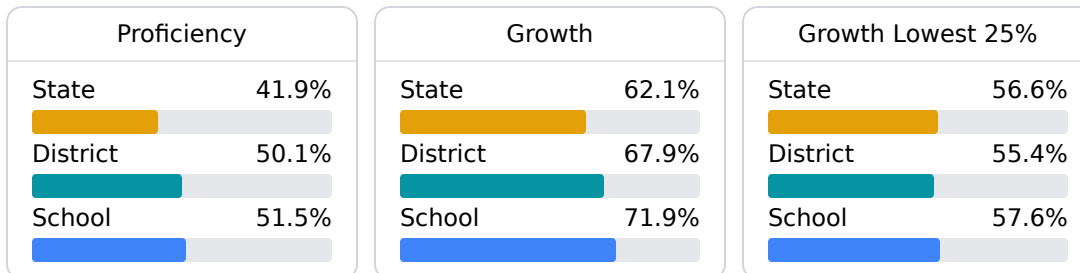 Proficiency
State 41.9%
District 50.1%
School 51.5%
Growth
State 62.1%
District 67.9%
School 71.9%
Growth Lowest 25%
State 56.6%
District 55.4%
School 57.6%